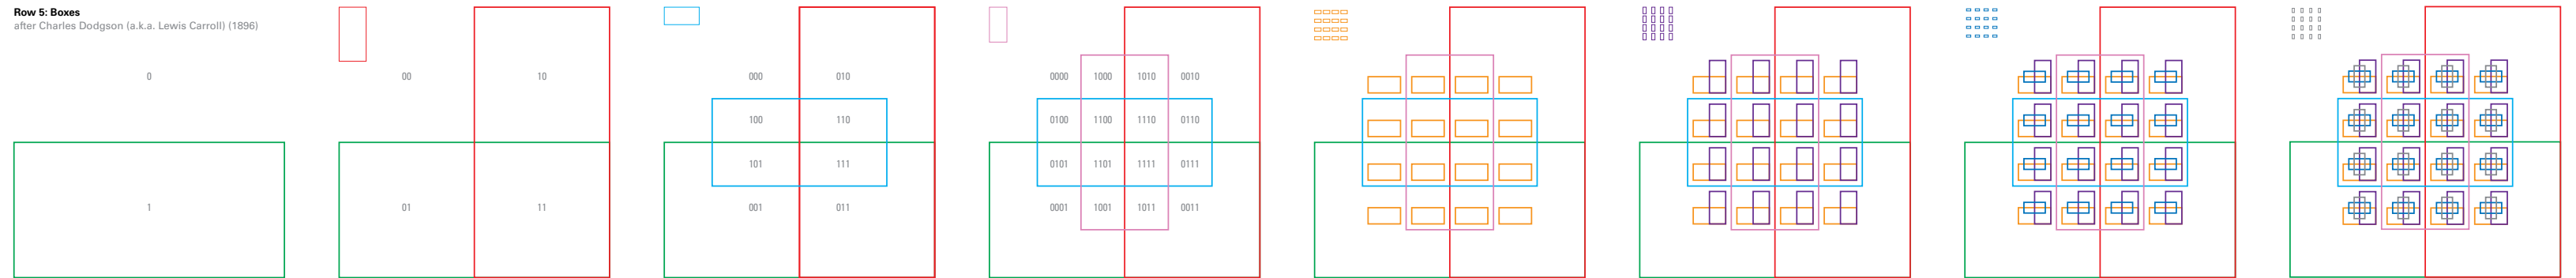 Row 5: Boxes
after Charles Dodgson (a.k.a. Lewis Carroll) (1896)
0
1
00 10
01 11
000 010
100 110
101 111
001 011
0000 1000 1010 0010
0100 1100 1110 0110
0101 1101 1111 0111
0001 1001 1011 0011